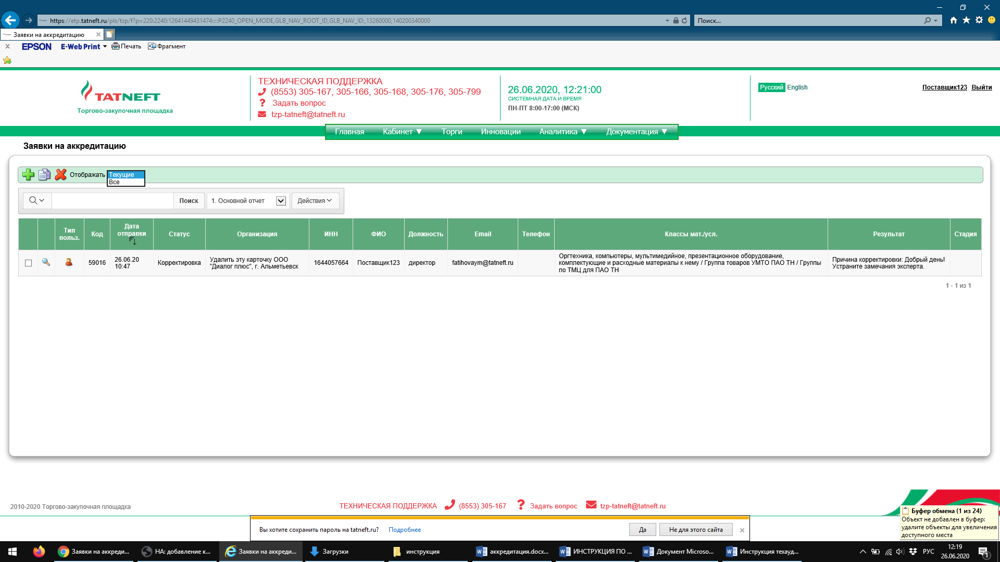 https://etp.tatneft.ru/pls/tzp/f?p=220:2240:12641449431474::::P2240_OPEN_MODE,GLB_NAV_ROOT_ID,GLB_NAV_ID:,13260000,140200340000
Поиск...
Заявки на аккредитацию
EPSON E-Web Print Печать Фрагмент
TATNEFT
Торгово-закупочная площадка
ТЕХНИЧЕСКАЯ ПОДДЕРЖКА
(8553) 305-167, 305-166, 305-168, 305-176, 305-799
Задать вопрос
tzp-tatneft@tatneft.ru
26.06.2020, 12:21:00
СИСТЕМНАЯ ДАТА И ВРЕМЯ
ПН-ПТ 8:00-17:00 (МСК)
Русский English
Поставщик123 Выйти
Главная Кабинет ▼ Торги Инновации Аналитика ▼ Документация ▼
Заявки на аккредитацию
Отображать Текущие
Все
Поиск 1. Основной отчет Действия
Тип польз. Код Дата отправки Статус Организация ИНН ФИО Должность Email Телефон Классы мат./усл. Результат Стадия
59016
26.06.20
10:47
Корректировка
Удалить эту карточку ООО
"Диалог плюс", г. Альметьевск
1644057664
Поставщик123
директор
fatihovaym@tatneft.ru
Оргтехника, компьютеры, мультимедийное, презентационное оборудование,
комплектующие и расходные материалы к нему / Группа товаров УМТО ПАО ТН / Группы
по ТМЦ для ПАО ТН
Причина корректировки: Добрый день!
Устраните замечания эксперта.
1 - 1 из 1
2010-2020 Торгово-закупочная площадка
ТЕХНИЧЕСКАЯ ПОДДЕРЖКА (8553) 305-167 Задать вопрос tzp-tatneft@tatneft.ru
Буфер обмена (1 из 24)
Объект не добавлен в буфер:
удалите объекты для увеличения
доступного места
Вы хотите сохранить пароль на tatneft.ru? Подробнее Да Не для этого сайта
Заявки на аккреди... НА: добавление к... Заявки на аккреди... Загрузки инструкция аккредитация.docx... ИНСТРУКЦИЯ ПО ... Документ Microso... Инструкция техауд...
РУС
12:19
26.06.2020
1